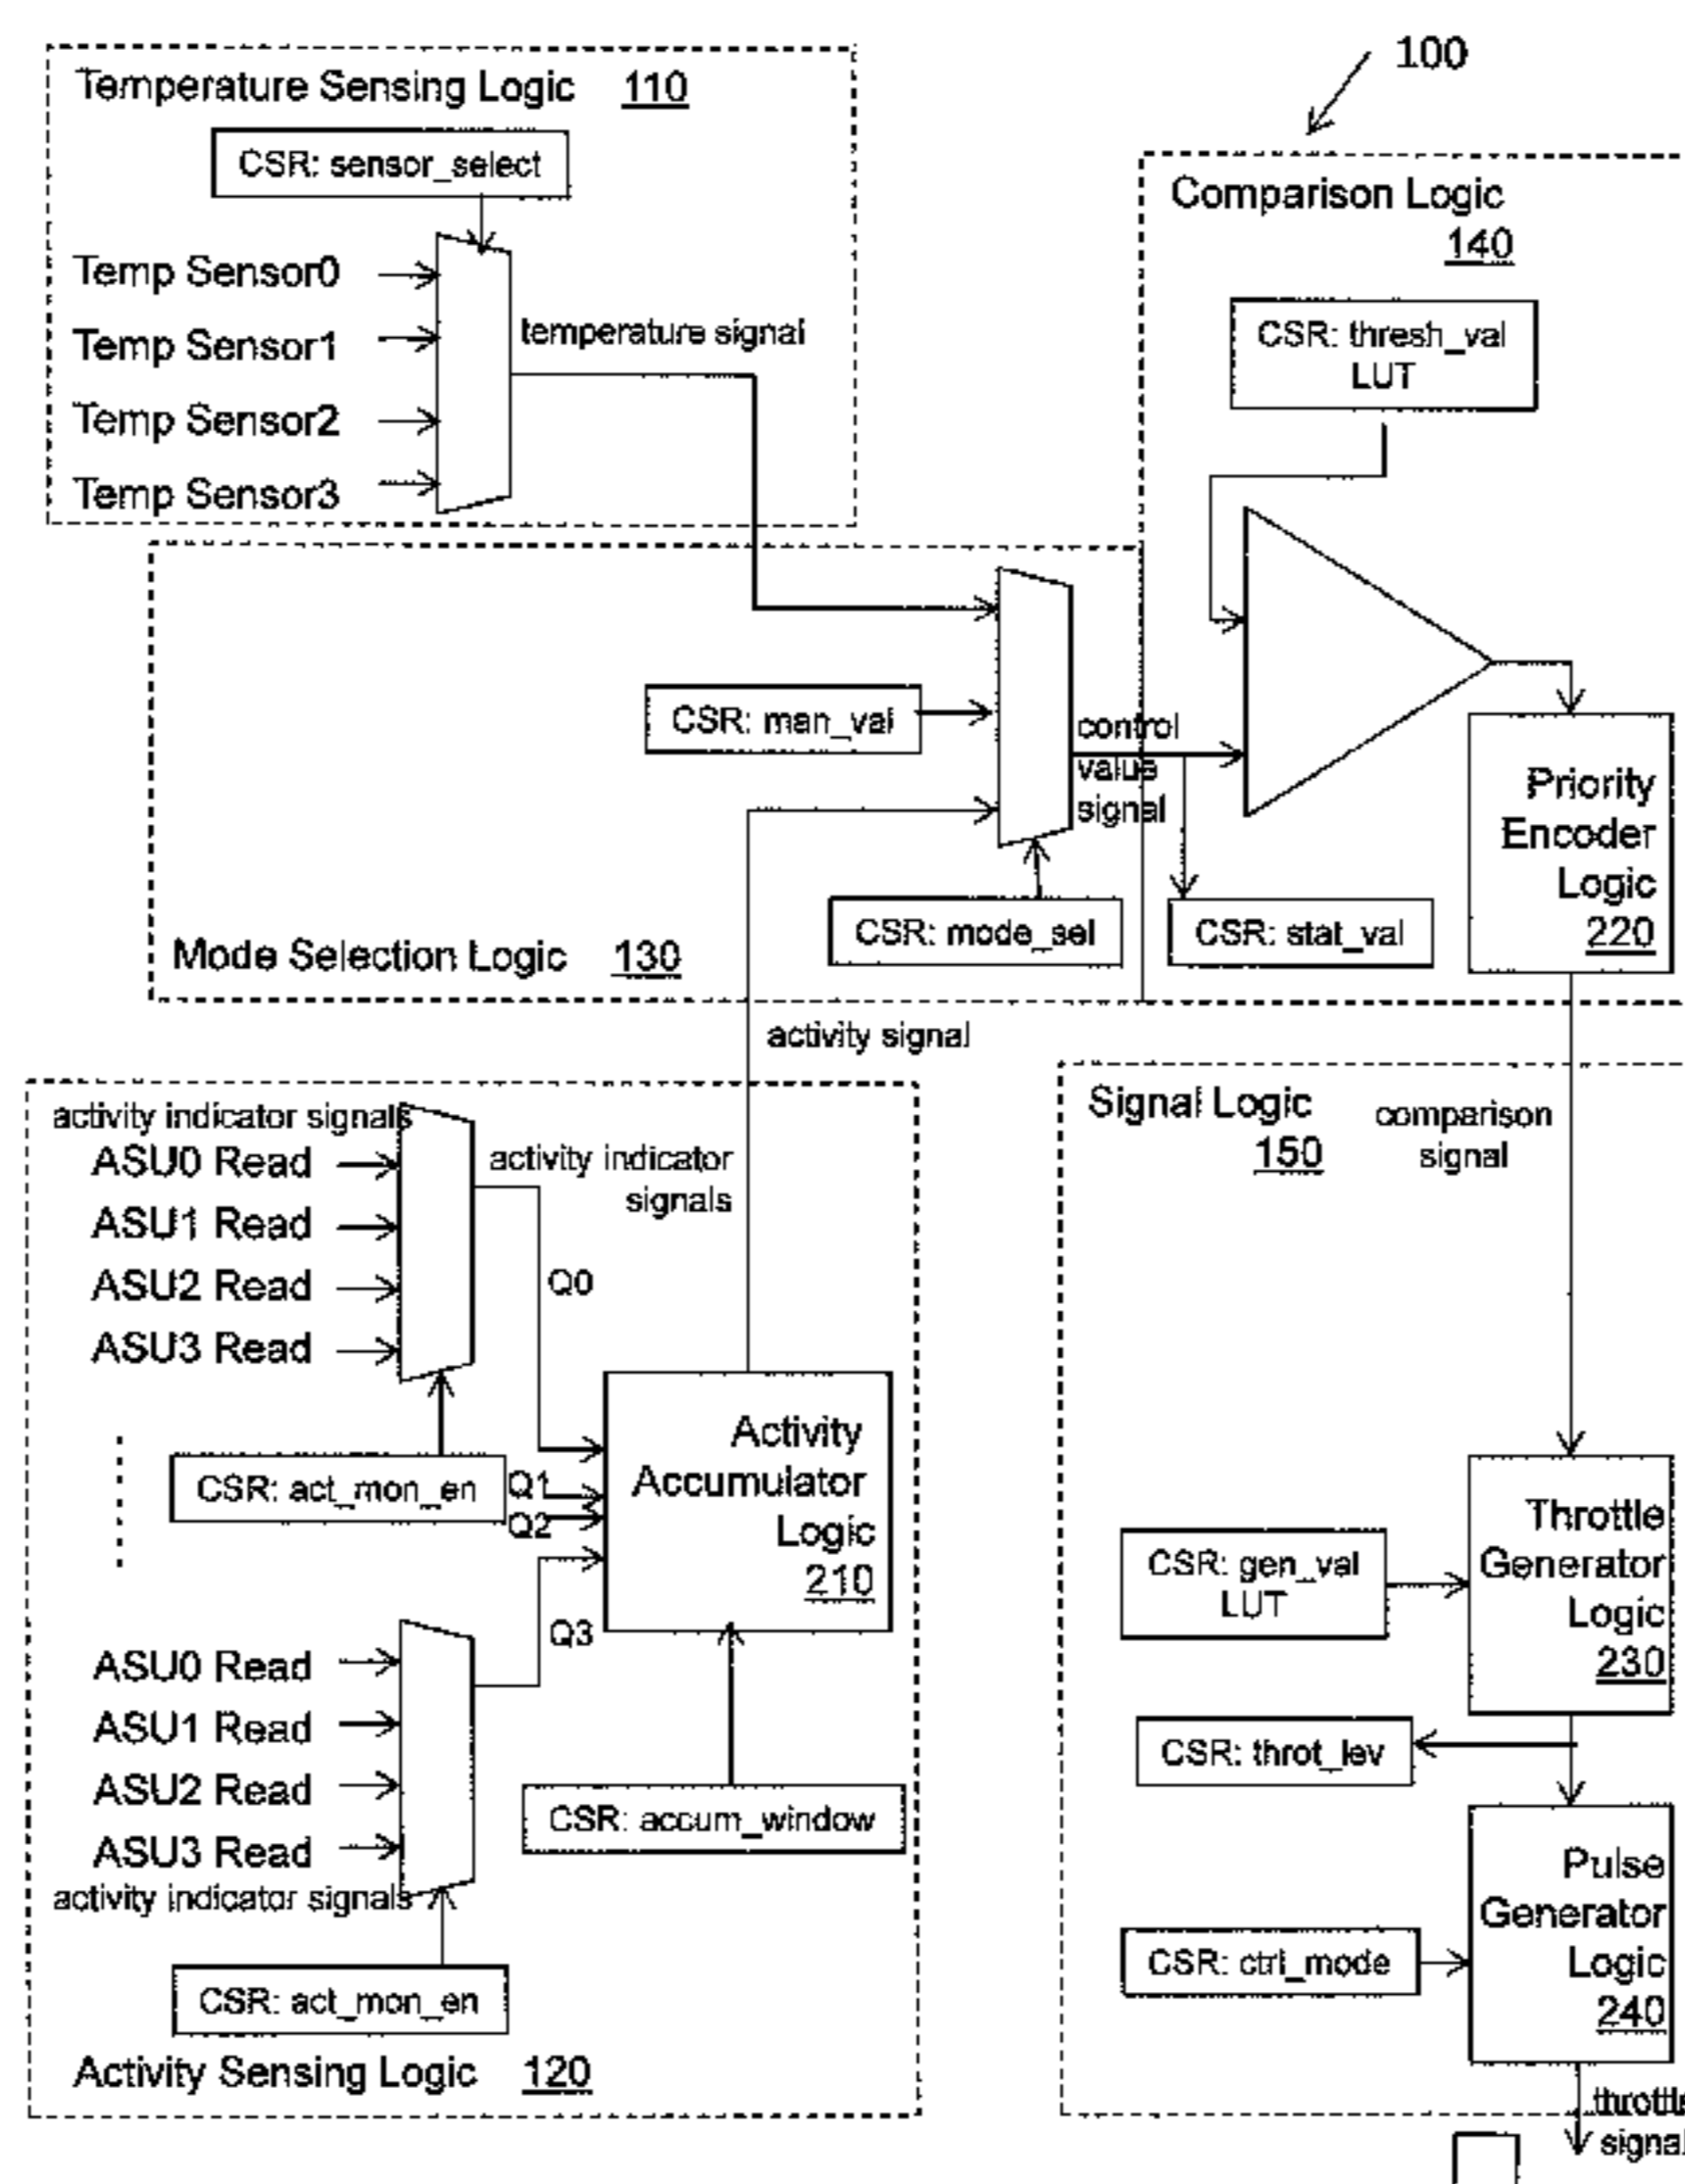 100
Temperature Sensing Logic 110
CSR: sensor_select
Temp Sensor0
Temp Sensor1
Temp Sensor2
Temp Sensor3
temperature signal
Comparison Logic
140
CSR: thresh_val
LUT
CSR: man_val
control
value
signal
CSR: mode_sel
CSR: stat_val
Priority
Encoder
Logic
220
Mode Selection Logic 130
activity signal
activity indicator signals
ASU0 Read
ASU1 Read
ASU2 Read
ASU3 Read
activity indicator
signals
Q0
CSR: act_mon_en
Q1
Q2
Activity
Accumulator
Logic
210
Q3
ASU0 Read
ASU1 Read
ASU2 Read
ASU3 Read
activity indicator signals
CSR: accum_window
CSR: act_mon_en
Activity Sensing Logic 120
Signal Logic
150
comparison
signal
Throttle
Generator
Logic
230
CSR: gen_val
LUT
CSR: throt_lev
Pulse
Generator
Logic
240
CSR: ctrl_mode
throttle
signal